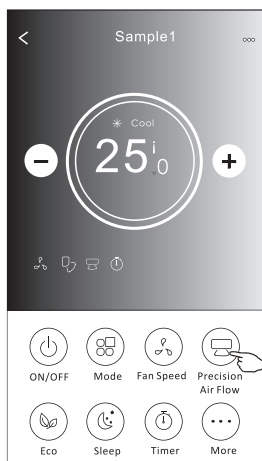 Sample1
Cool
25.0
ON/OFF
Mode
Fan Speed
Precision
Air Flow
Eco
Sleep
Timer
More